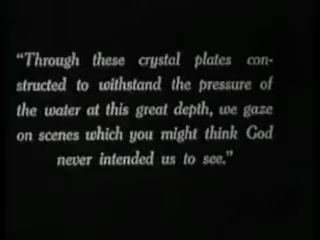 “Through these crystal plates con-
structed to withstand the pressure of
the water at this great depth, we gaze
on scenes which you might think God
never intended us to see.”